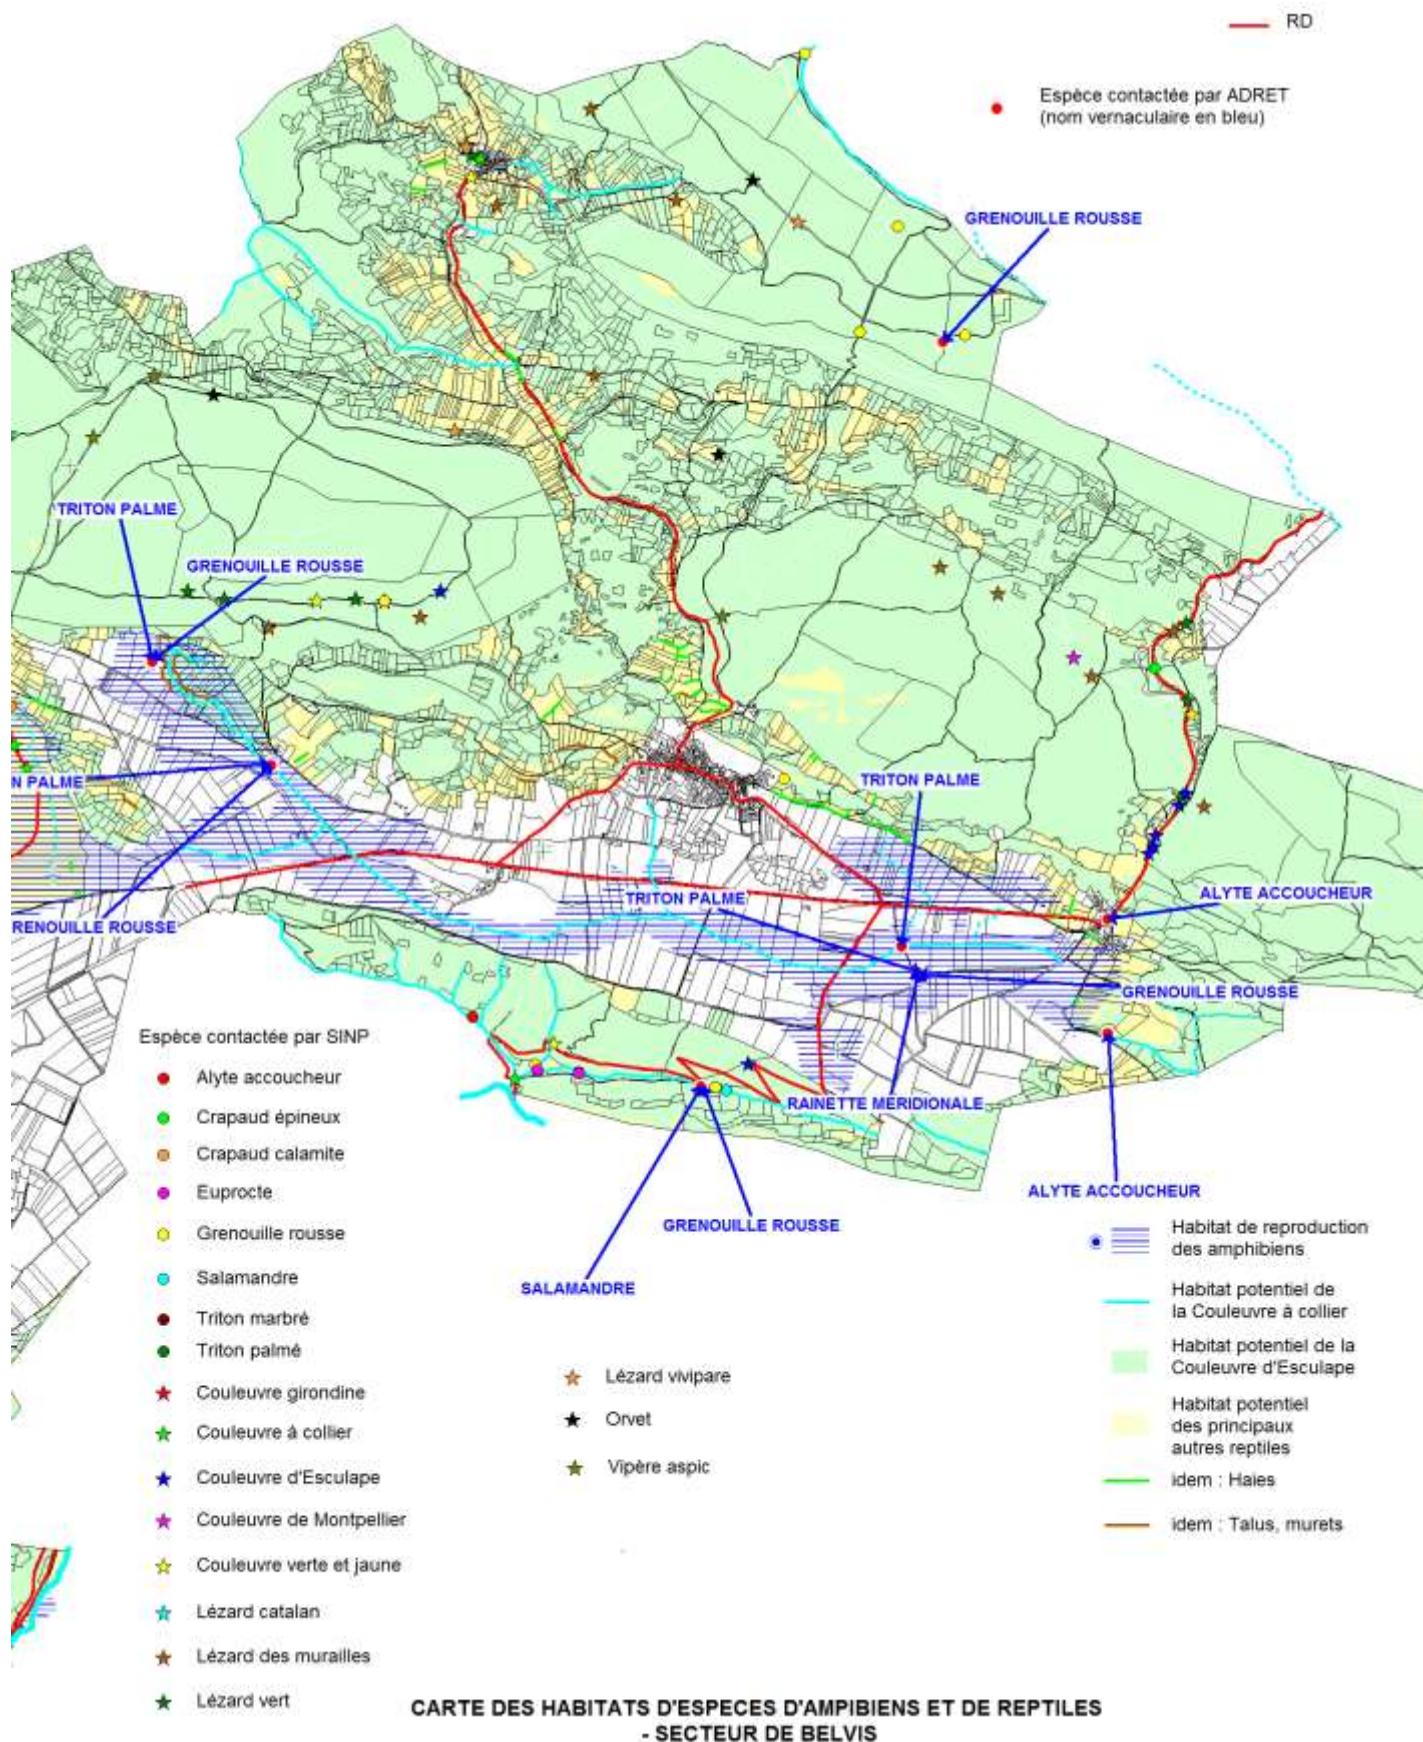 RD
Espèce contactée par ADRET
(nom vernaculaire en bleu)
GRENOUILLE ROUSSE
TRITON PALME
GRENOUILLE ROUSSE
N PALME
TRITON PALME
TRITON PALME
ALYTE ACCOUCHEUR
RENOUILLE ROUSSE
GRENOUILLE ROUSSE
RAINETTE MERIDIONALE
ALYTE ACCOUCHEUR
GRENOUILLE ROUSSE
SALAMANDRE
Espèce contactée par SINP
Alyte accoucheur
Crapaud épineux
Crapaud calamite
Euprocte
Grenouille rousse
Salamandre
Triton marbré
Triton palmé
Couleuvre girondine
Couleuvre à collier
Couleuvre d'Esculape
Couleuvre de Montpellier
Couleuvre verte et jaune
Lézard catalan
Lézard des murailles
Lézard vert
Lézard vivipare
Orvet
Vipère aspic
Habitat de reproduction
des amphibiens
Habitat potentiel de
la Couleuvre à collier
Habitat potentiel de la
Couleuvre d'Esculape
Habitat potentiel
des principaux
autres reptiles
idem : Haies
idem : Talus, murets
CARTE DES HABITATS D'ESPECES D'AMPIBIENS ET DE REPTILES
- SECTEUR DE BELVIS